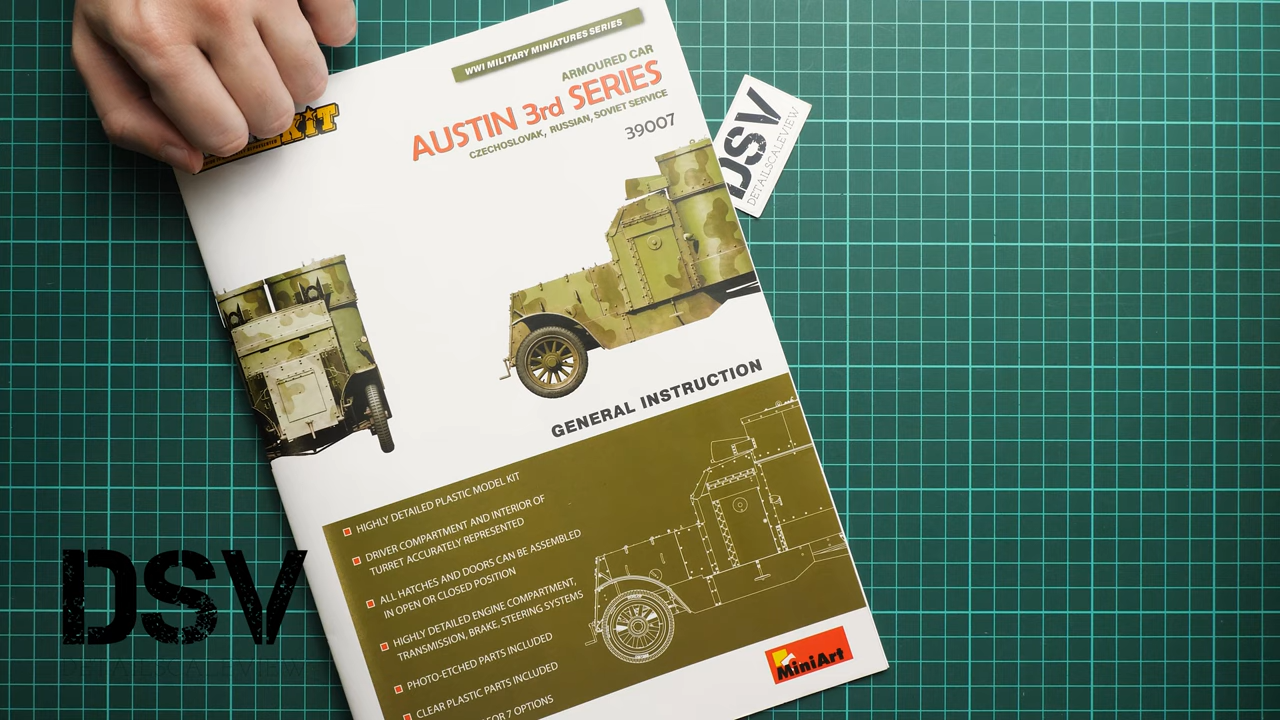 WWI MILITARY MINIATURES SERIES
ARMOURED CAR
AUSTIN 3rd SERIES
CZECHOSLOVAK, RUSSIAN, SOVIET SERVICE
39007
DSV
DETAILSCALEVIEW
GENERAL INSTRUCTION
HIGHLY DETAILED PLASTIC MODEL KIT
DRIVER COMPARTMENT AND INTERIOR OF
TURRET ACCURATELY REPRESENTED
ALL HATCHES AND DOORS CAN BE ASSEMBLED
IN OPEN OR CLOSED POSITION
HIGHLY DETAILED ENGINE COMPARTMENT,
TRANSMISSION, BRAKE, STEERING SYSTEMS
PHOTO-ETCHED PARTS INCLUDED
CLEAR PLASTIC PARTS INCLUDED
FOR 7 OPTIONS
MiniArt
DSV
DETAILSCALEVIEW